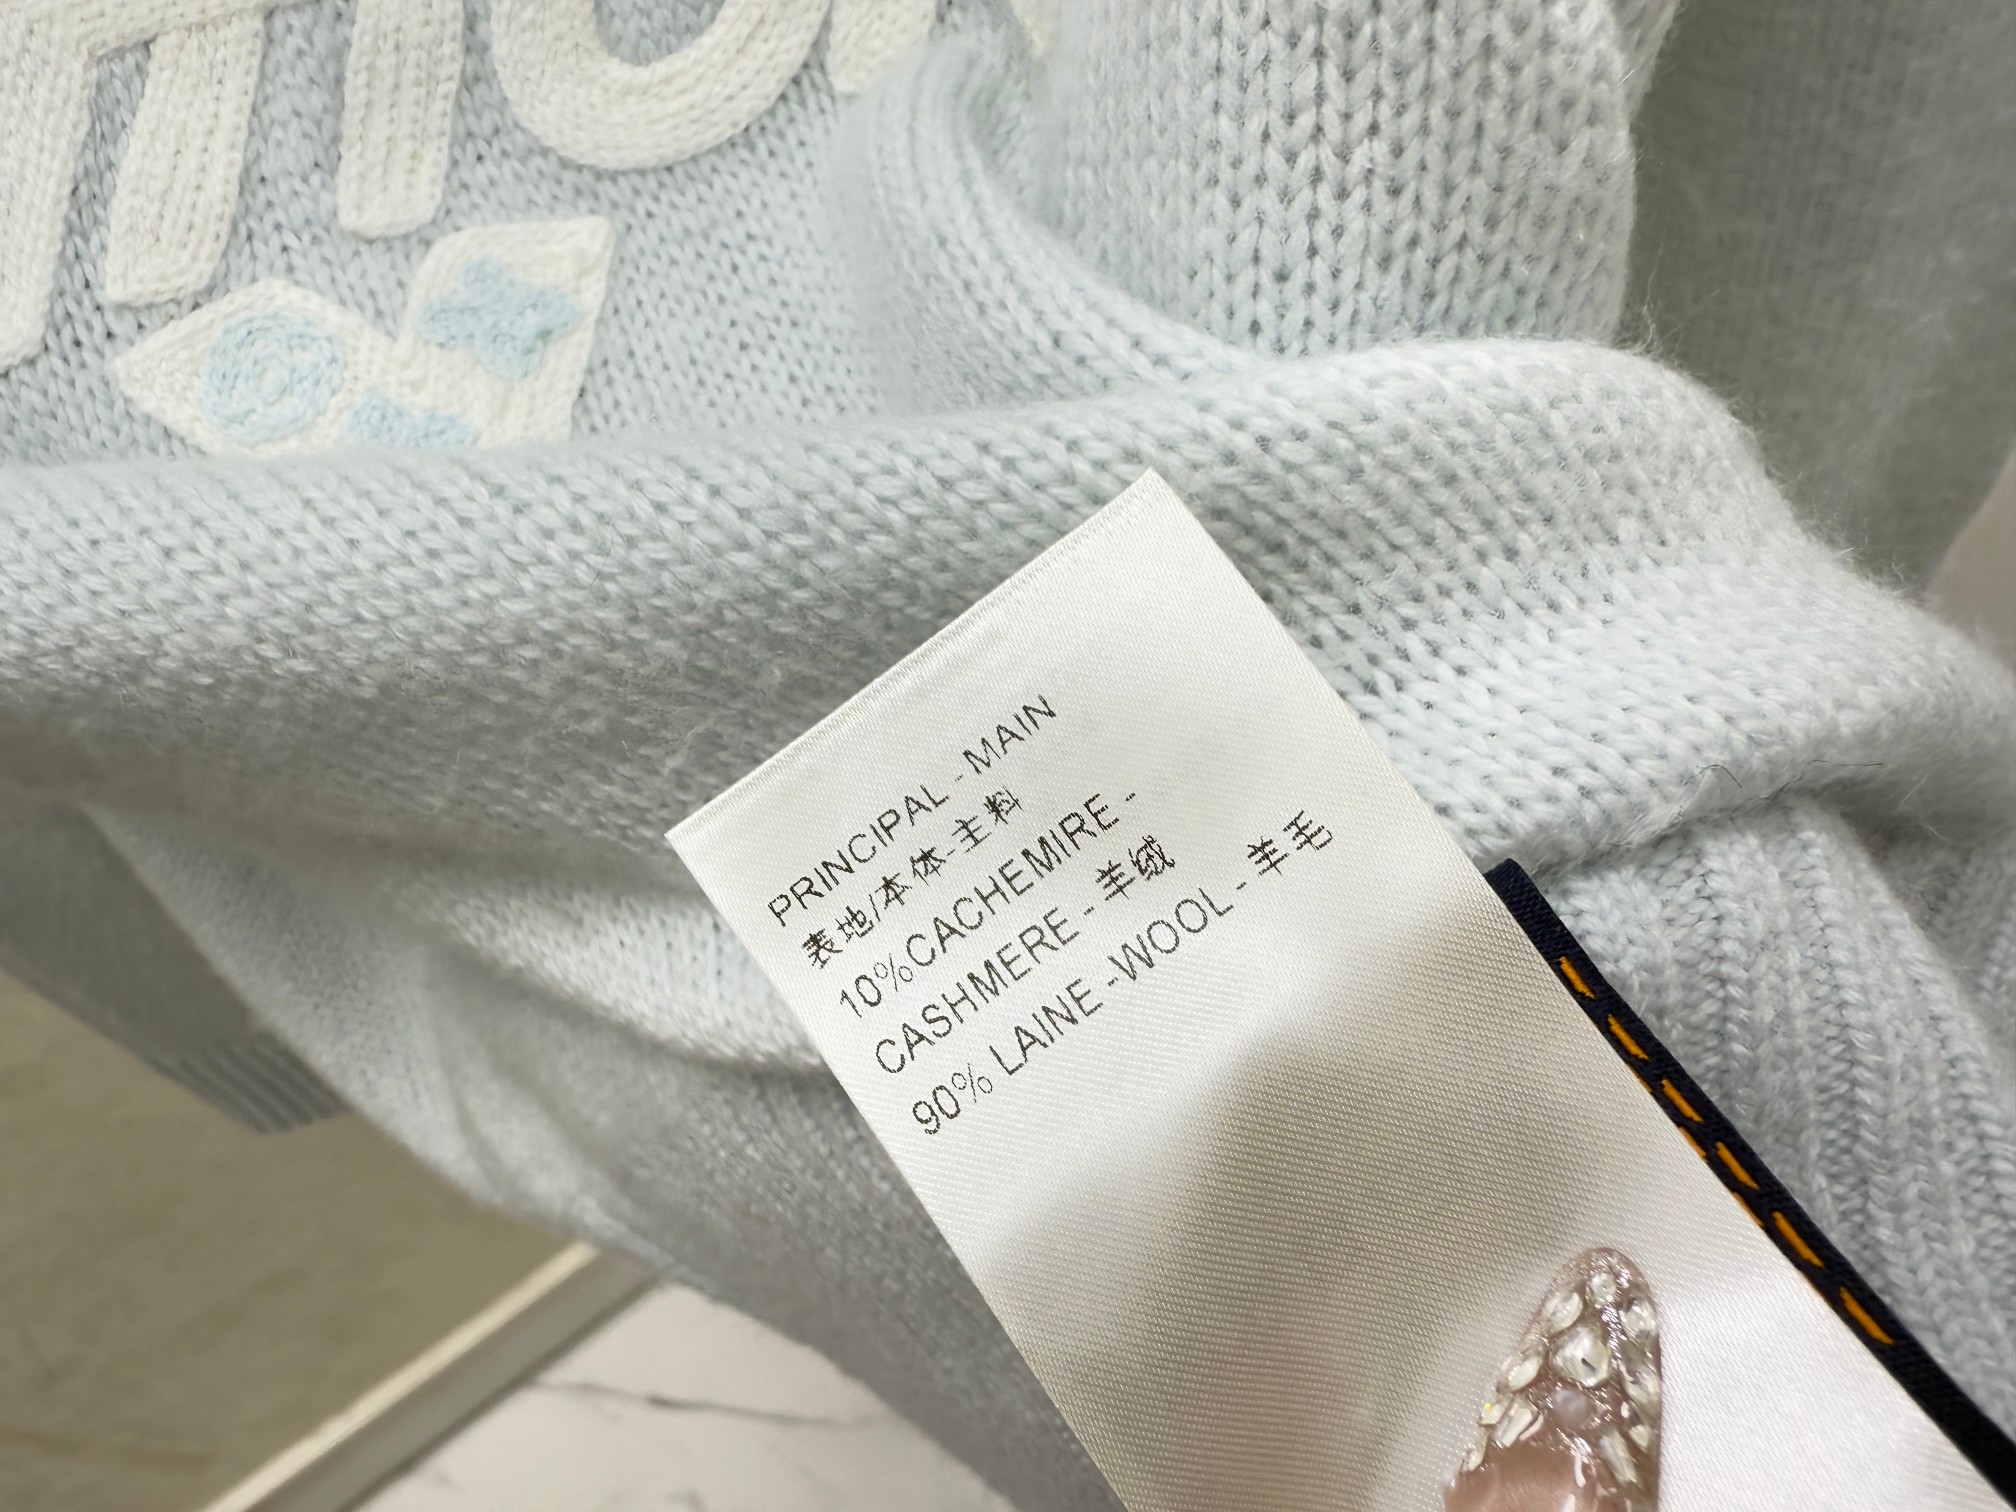 PRINCIPAL - MAIN
表地/本体-主料
10%CACHEMIRE -
CASHMERE - 羊绒
90% LAINE -WOOL - 羊毛